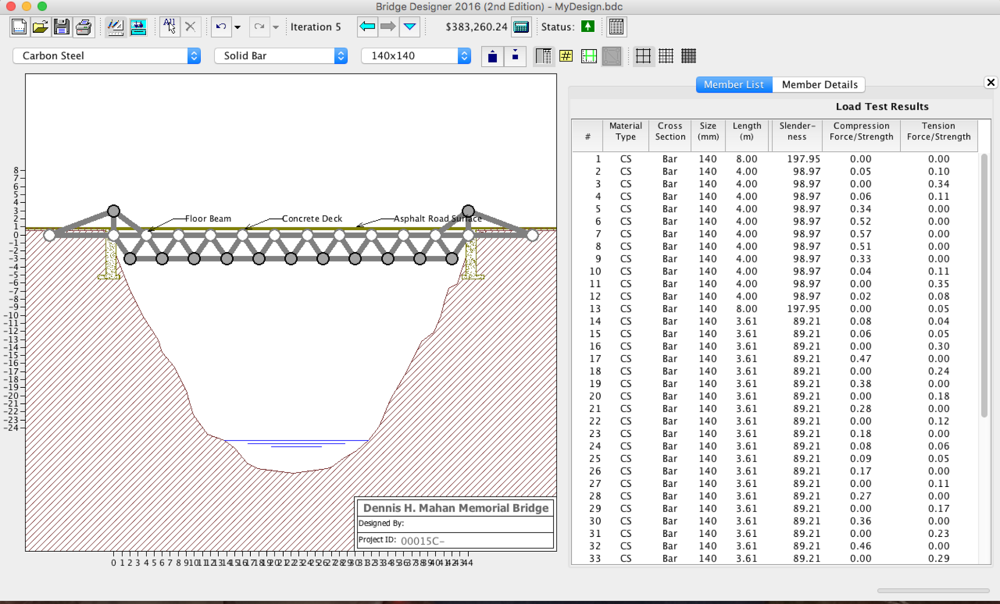 Bridge Designer 2016 (2nd Edition) - MyDesign.bdc
All Iteration 5 $383,260.24 Status:
Carbon Steel Solid Bar 140x140 #
Member List Member Details
Load Test Results
# Material Type Cross Section Size (mm) Length (m) Slender- ness Compression Force/Strength Tension Force/Strength
1 CS Bar 140 8.00 197.95 0.00 0.00
2 CS Bar 140 4.00 98.97 0.05 0.10
3 CS Bar 140 4.00 98.97 0.00 0.34
4 CS Bar 140 4.00 98.97 0.06 0.11
5 CS Bar 140 4.00 98.97 0.34 0.00
6 CS Bar 140 4.00 98.97 0.52 0.00
7 CS Bar 140 4.00 98.97 0.57 0.00
8 CS Bar 140 4.00 98.97 0.51 0.00
9 CS Bar 140 4.00 98.97 0.33 0.00
10 CS Bar 140 4.00 98.97 0.04 0.11
11 CS Bar 140 4.00 98.97 0.00 0.35
12 CS Bar 140 4.00 98.97 0.02 0.08
13 CS Bar 140 8.00 197.95 0.00 0.05
14 CS Bar 140 3.61 89.21 0.08 0.04
15 CS Bar 140 3.61 89.21 0.06 0.05
16 CS Bar 140 3.61 89.21 0.00 0.30
17 CS Bar 140 3.61 89.21 0.47 0.00
18 CS Bar 140 3.61 89.21 0.00 0.24
19 CS Bar 140 3.61 89.21 0.38 0.00
20 CS Bar 140 3.61 89.21 0.00 0.18
21 CS Bar 140 3.61 89.21 0.28 0.00
22 CS Bar 140 3.61 89.21 0.00 0.12
23 CS Bar 140 3.61 89.21 0.18 0.00
24 CS Bar 140 3.61 89.21 0.08 0.06
25 CS Bar 140 3.61 89.21 0.09 0.05
26 CS Bar 140 3.61 89.21 0.17 0.00
27 CS Bar 140 3.61 89.21 0.00 0.11
28 CS Bar 140 3.61 89.21 0.27 0.00
29 CS Bar 140 3.61 89.21 0.00 0.17
30 CS Bar 140 3.61 89.21 0.36 0.00
31 CS Bar 140 3.61 89.21 0.00 0.23
32 CS Bar 140 3.61 89.21 0.46 0.00
33 CS Bar 140 3.61 89.21 0.00 0.29
8
7
6
5
4
3
2
1
0
-1
-2
-3
-4
-5
-6
-7
-8
-9
-10
-11
-12
-13
-14
-15
-16
-17
-18
-19
-20
-21
-22
-23
-24
Floor Beam Concrete Deck Asphalt Road Surface
Dennis H. Mahan Memorial Bridge
Designed By:
Project ID: 00015C-
0 1 2 3 4 5 6 7 8 9 10 11 12 13 14 15 16 17 18 19 20 21 22 23 24 25 26 27 28 29 30 31 32 33 34 35 36 37 38 39 40 41 42 43 44